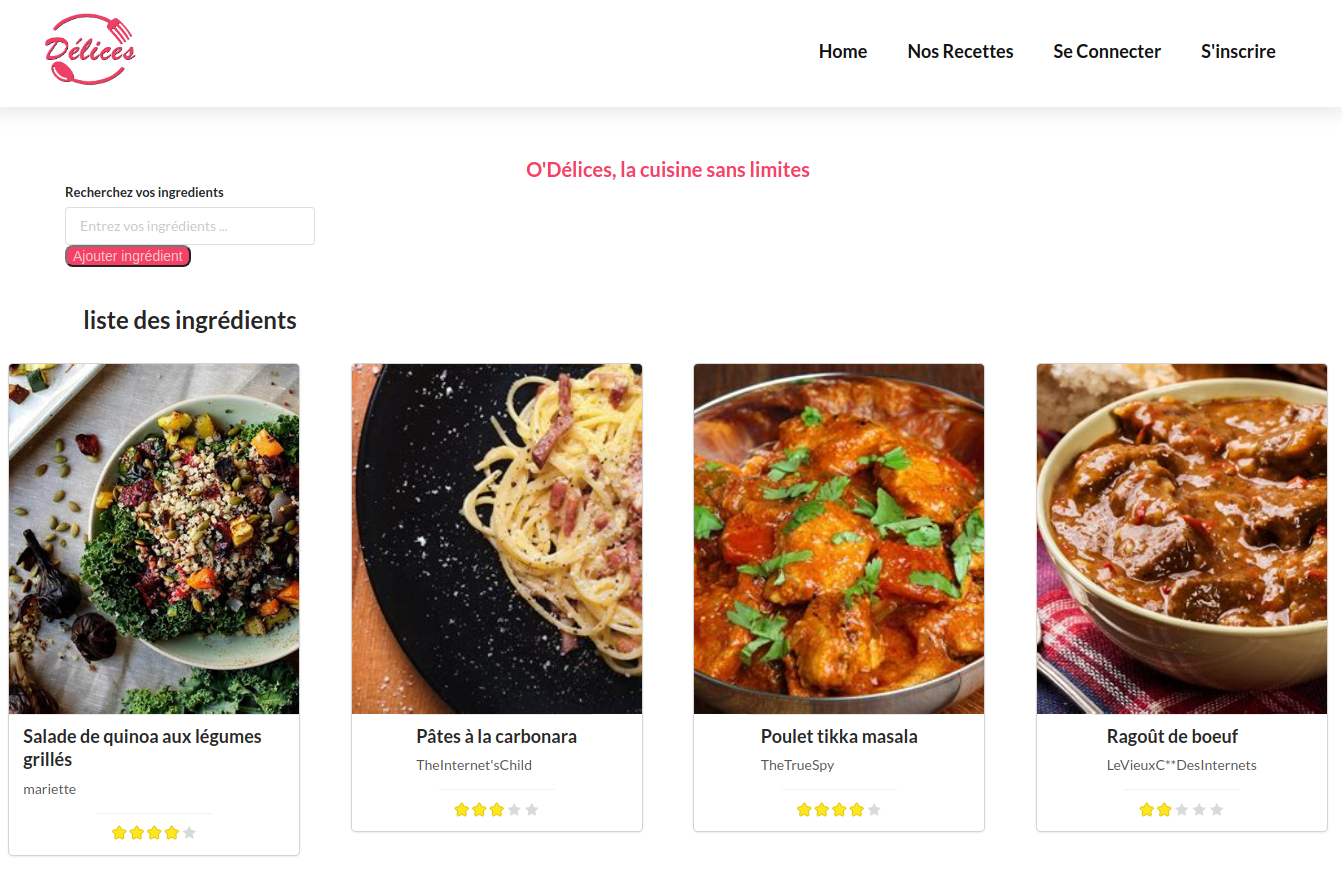 Délices
Home Nos Recettes Se Connecter S'inscrire
O'Délices, la cuisine sans limites
Recherchez vos ingredients
Entrez vos ingrédients ...
Ajouter ingrédient
liste des ingrédients
Salade de quinoa aux légumes
grillés
mariette
Pâtes à la carbonara
TheInternet'sChild
Poulet tikka masala
TheTrueSpy
Ragoût de boeuf
LeVieuxC**DesInternets